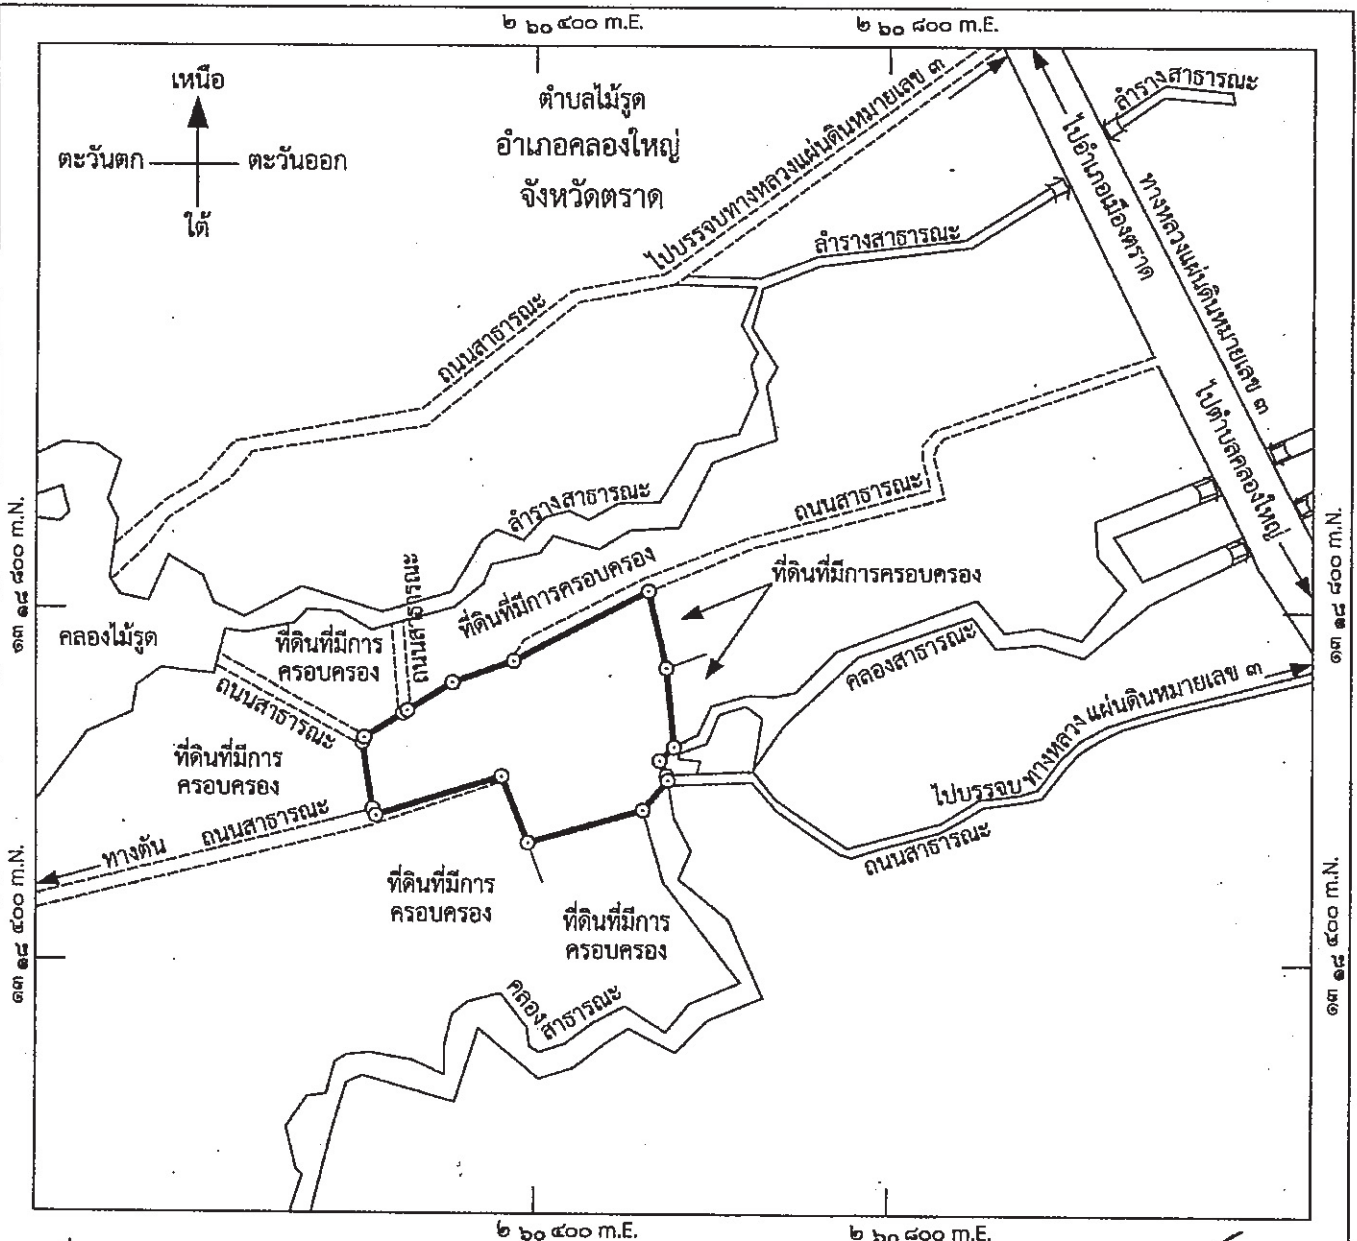 ๒ ๖๐ ๔๐๐ m.E.
๒ ๖๐ ๘๐๐ m.E.
เหนือ
ตะวันตก
ตะวันออก
ใต้
ตำบลไม้รูด
อำเภอคลองใหญ่
จังหวัดตราด
ไปบรรจบทางหลวงแผ่นดินหมายเลข ๓
ลำรางสาธารณะ
ไปอำเภอเมืองตราด
ทางหลวงแผ่นดินหมายเลข ๓
ลำรางสาธารณะ
ถนนสาธารณะ
ไปตำบลคลองใหญ่
ลำรางสาธารณะ
ถนนสาธารณะ
๑๓ ๑๘ ๘๐๐ m.N.
๑๓ ๑๘ ๘๐๐ m.N.
ที่ดินที่มีการครอบครอง
ที่ดินที่มีการครอบครอง
ถนนสาธารณะ
คลองไม้รูด
ที่ดินที่มีการ
ครอบครอง
คลองสาธารณะ
ถนนสาธารณะ
ที่ดินที่มีการ
ครอบครอง
ไปบรรจบ ทางหลวง แผ่นดินหมายเลข ๓
ถนนสาธารณะ
ทางตัน
ถนนสาธารณะ
ที่ดินที่มีการ
ครอบครอง
ที่ดินที่มีการ
ครอบครอง
๑๓ ๑๘ ๔๐๐ m.N.
๑๓ ๑๘ ๔๐๐ m.N.
คลอง
สาธารณะ
๒ ๖๐ ๔๐๐ m.E.
๒ ๖๐ ๘๐๐ m.E.